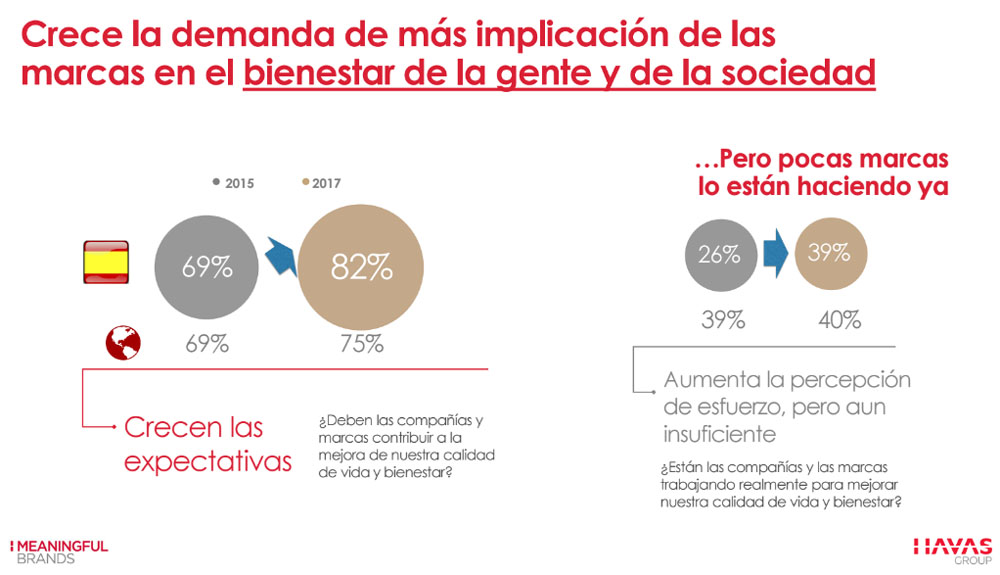 Crece la demanda de más implicación de las
marcas en el bienestar de la gente y de la sociedad
2015
2017
69%
82%
69%
75%
Crecen las
expectativas
¿Deben las compañías y
marcas contribuir a la
mejora de nuestra calidad
de vida y bienestar?
…Pero pocas marcas
lo están haciendo ya
26%
39%
39%
40%
Aumenta la percepción
de esfuerzo, pero aun
insuficiente
¿Están las compañías y las marcas
trabajando realmente para mejorar
nuestra calidad de vida y bienestar?
MEANINGFUL
BRANDS
HAVAS
GROUP